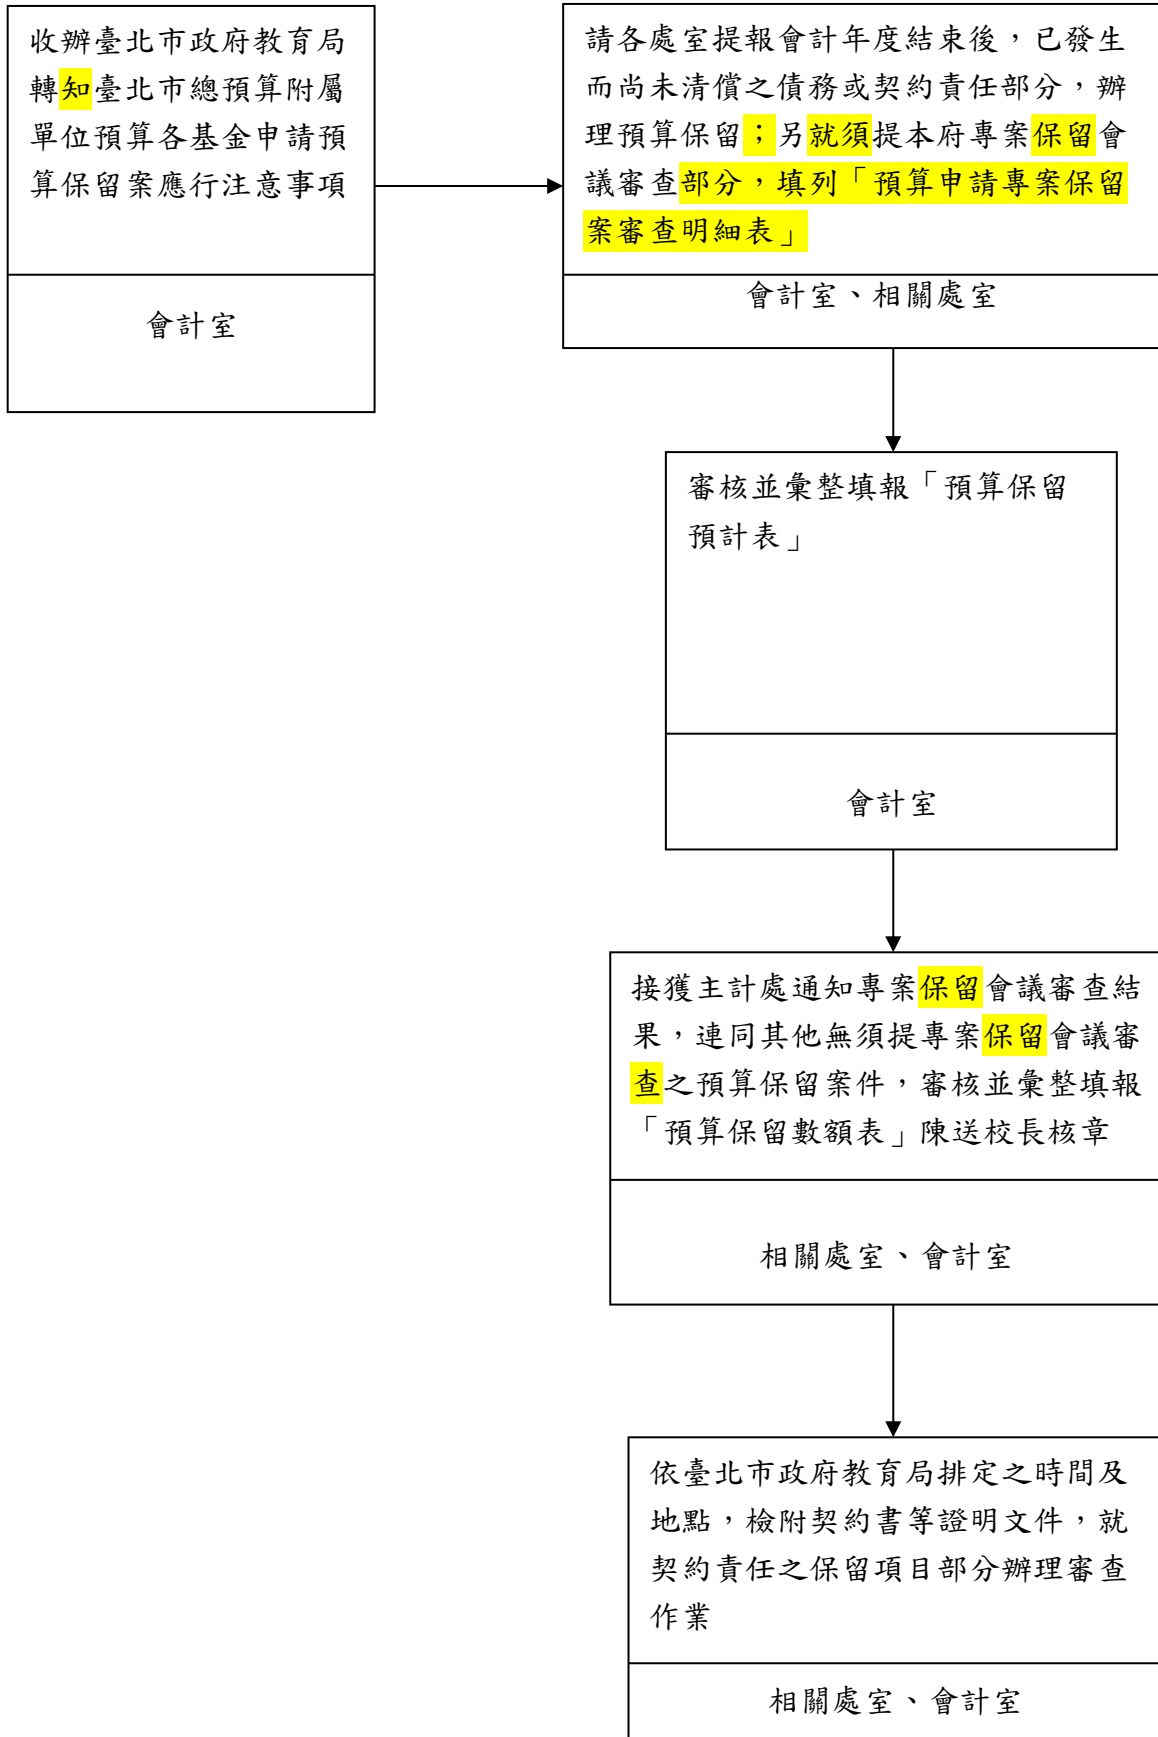 收辦臺北市政府教育局
轉知臺北市總預算附屬
單位預算各基金申請預
算保留案應行注意事項
會計室
請各處室提報會計年度結束後，已發生
而尚未清償之債務或契約責任部分，辦
理預算保留；另就須提本府專案保留會
議審查部分，填列「預算申請專案保留
案審查明細表」
會計室、相關處室
審核並彙整填報「預算保留
預計表」
會計室
接獲主計處通知專案保留會議審查結
果，連同其他無須提專案保留會議審
查之預算保留案件，審核並彙整填報
「預算保留數額表」陳送校長核章
相關處室、會計室
依臺北市政府教育局排定之時間及
地點，檢附契約書等證明文件，就
契約責任之保留項目部分辦理審查
作業
相關處室、會計室